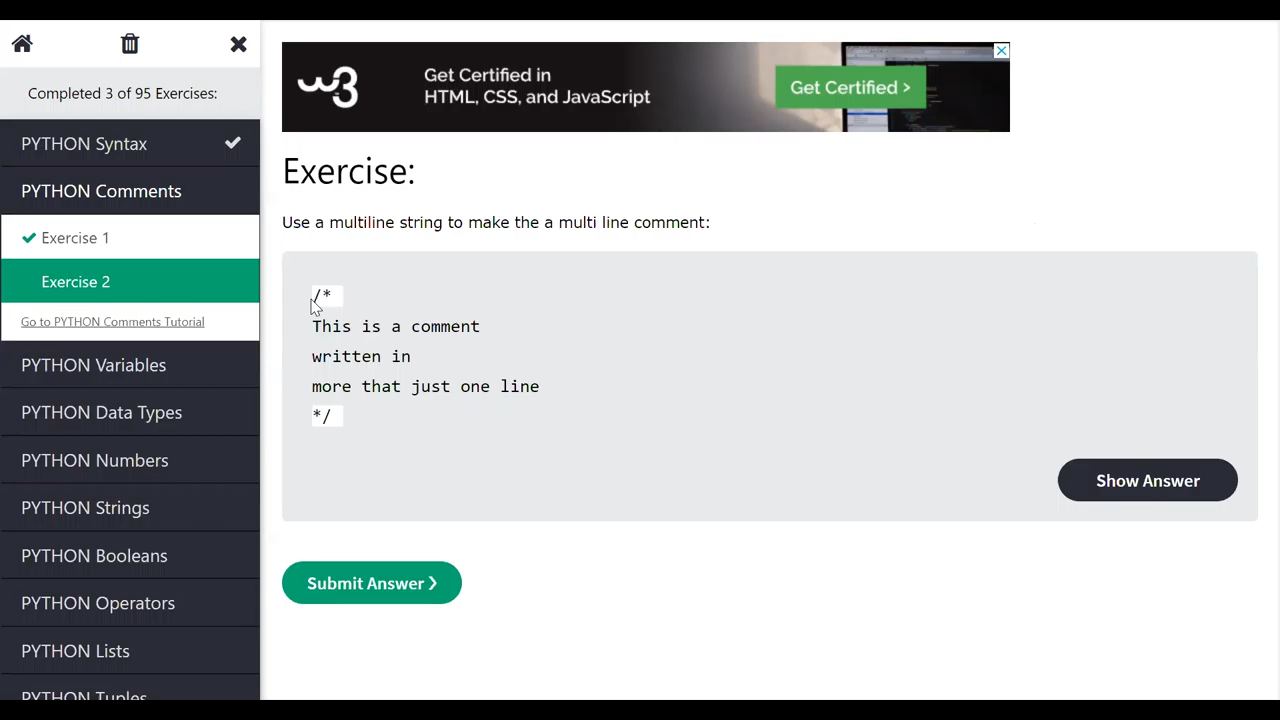 Completed 3 of 95 Exercises:
PYTHON Syntax
PYTHON Comments
Exercise 1
Exercise 2
Go to PYTHON Comments Tutorial
PYTHON Variables
PYTHON Data Types
PYTHON Numbers
PYTHON Strings
PYTHON Booleans
PYTHON Operators
PYTHON Lists
PYTHON Tuples
w3
Get Certified in
HTML, CSS, and JavaScript
Get Certified >
Exercise:
Use a multiline string to make the a multi line comment:
/*
This is a comment
written in
more that just one line
*/
Show Answer
Submit Answer ❯